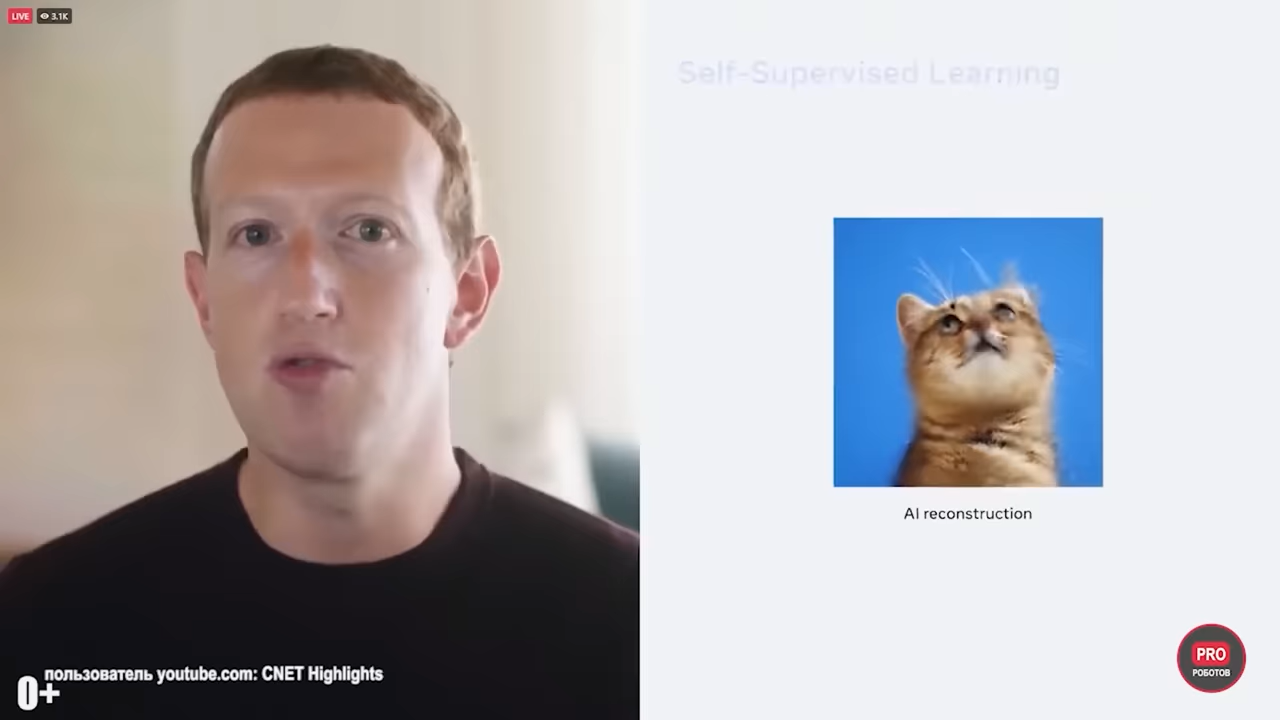 LIVE
3.1K
Self-Supervised Learning
AI reconstruction
пользователь youtube.com: CNET Highlights
0+
PRO
РОБОТОВ